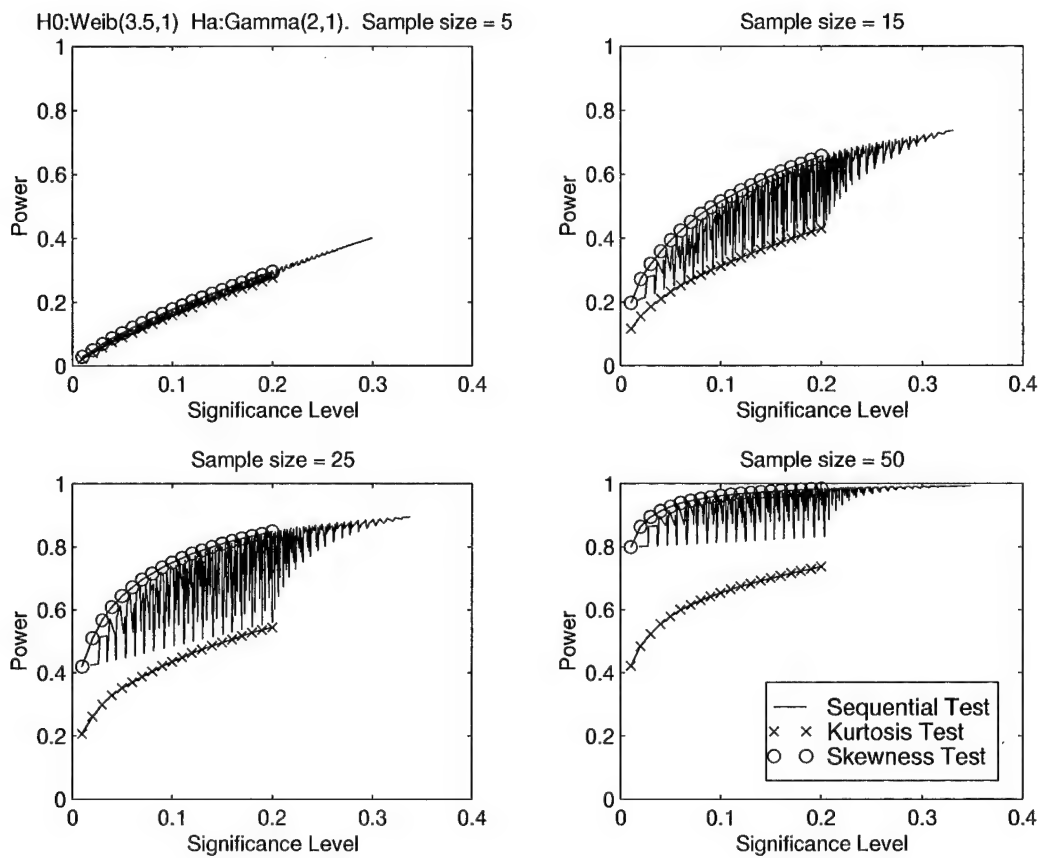 H0:Weib(3.5,1) Ha:Gamma(2,1). Sample size = 5
1
0.8
0.6
0.4
0.2
0
Power
0
0.1
0.2
0.3
0.4
Significance Level
Sample size = 15
1
0.8
0.6
0.4
0.2
0
Power
0
0.1
0.2
0.3
0.4
Significance Level
Sample size = 25
1
0.8
0.6
0.4
0.2
0
Power
0
0.1
0.2
0.3
0.4
Significance Level
Sample size = 50
1
0.8
0.6
0.4
0.2
0
Power
Sequential Test
Kurtosis Test
Skewness Test
0
0.1
0.2
0.3
0.4
Significance Level